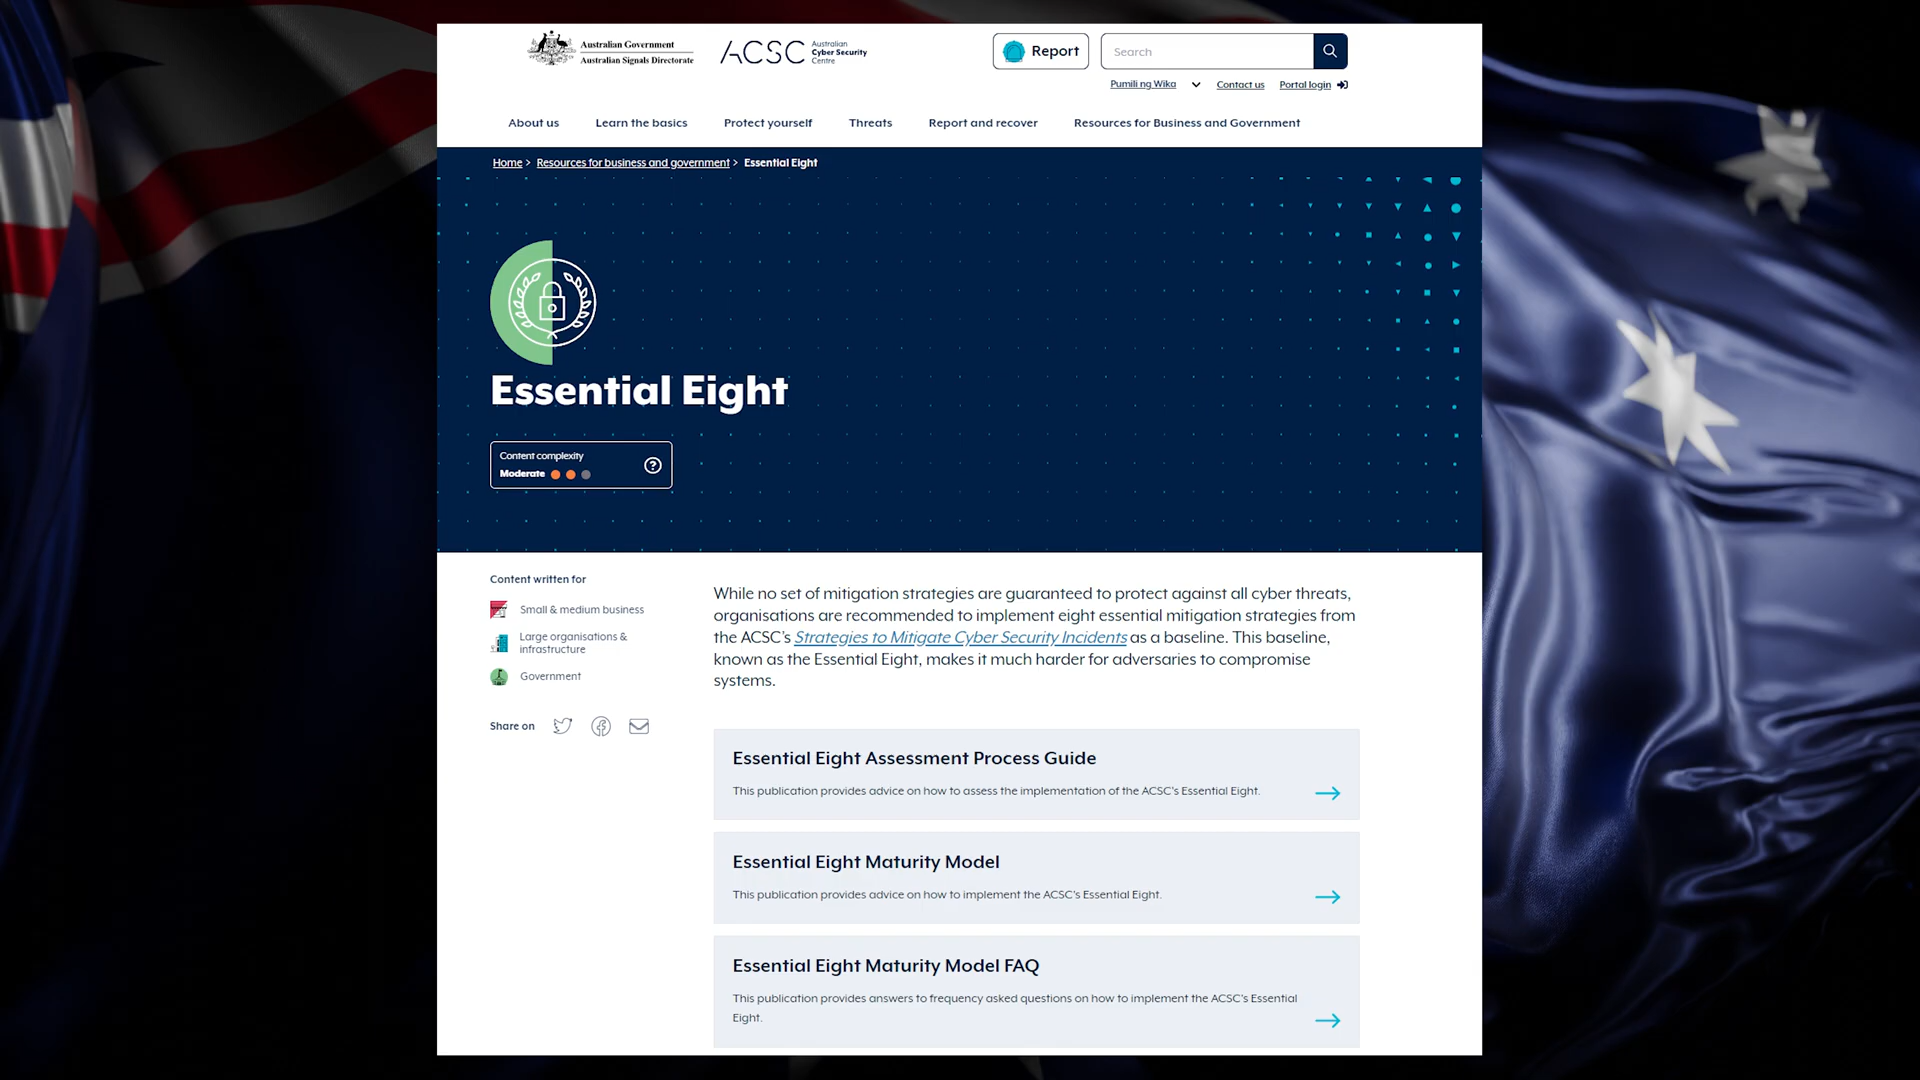 Australian Government
Australian Signals Directorate
ACSC
Australian
Cyber Security
Centre
Report
Search
Pumili ng Wika
Contact us
Portal login
About us
Learn the basics
Protect yourself
Threats
Report and recover
Resources for Business and Government
Home > Resources for business and government > Essential Eight
Essential Eight
Content complexity
Moderate
?
Content written for
Small & medium business
Large organisations &
infrastructure
Government
Share on
While no set of mitigation strategies are guaranteed to protect against all cyber threats,
organisations are recommended to implement eight essential mitigation strategies from
the ACSC's Strategies to Mitigate Cyber Security Incidents as a baseline. This baseline,
known as the Essential Eight, makes it much harder for adversaries to compromise
systems.
Essential Eight Assessment Process Guide
This publication provides advice on how to assess the implementation of the ACSC's Essential Eight.
Essential Eight Maturity Model
This publication provides advice on how to implement the ACSC's Essential Eight.
Essential Eight Maturity Model FAQ
This publication provides answers to frequency asked questions on how to implement the ACSC's Essential
Eight.